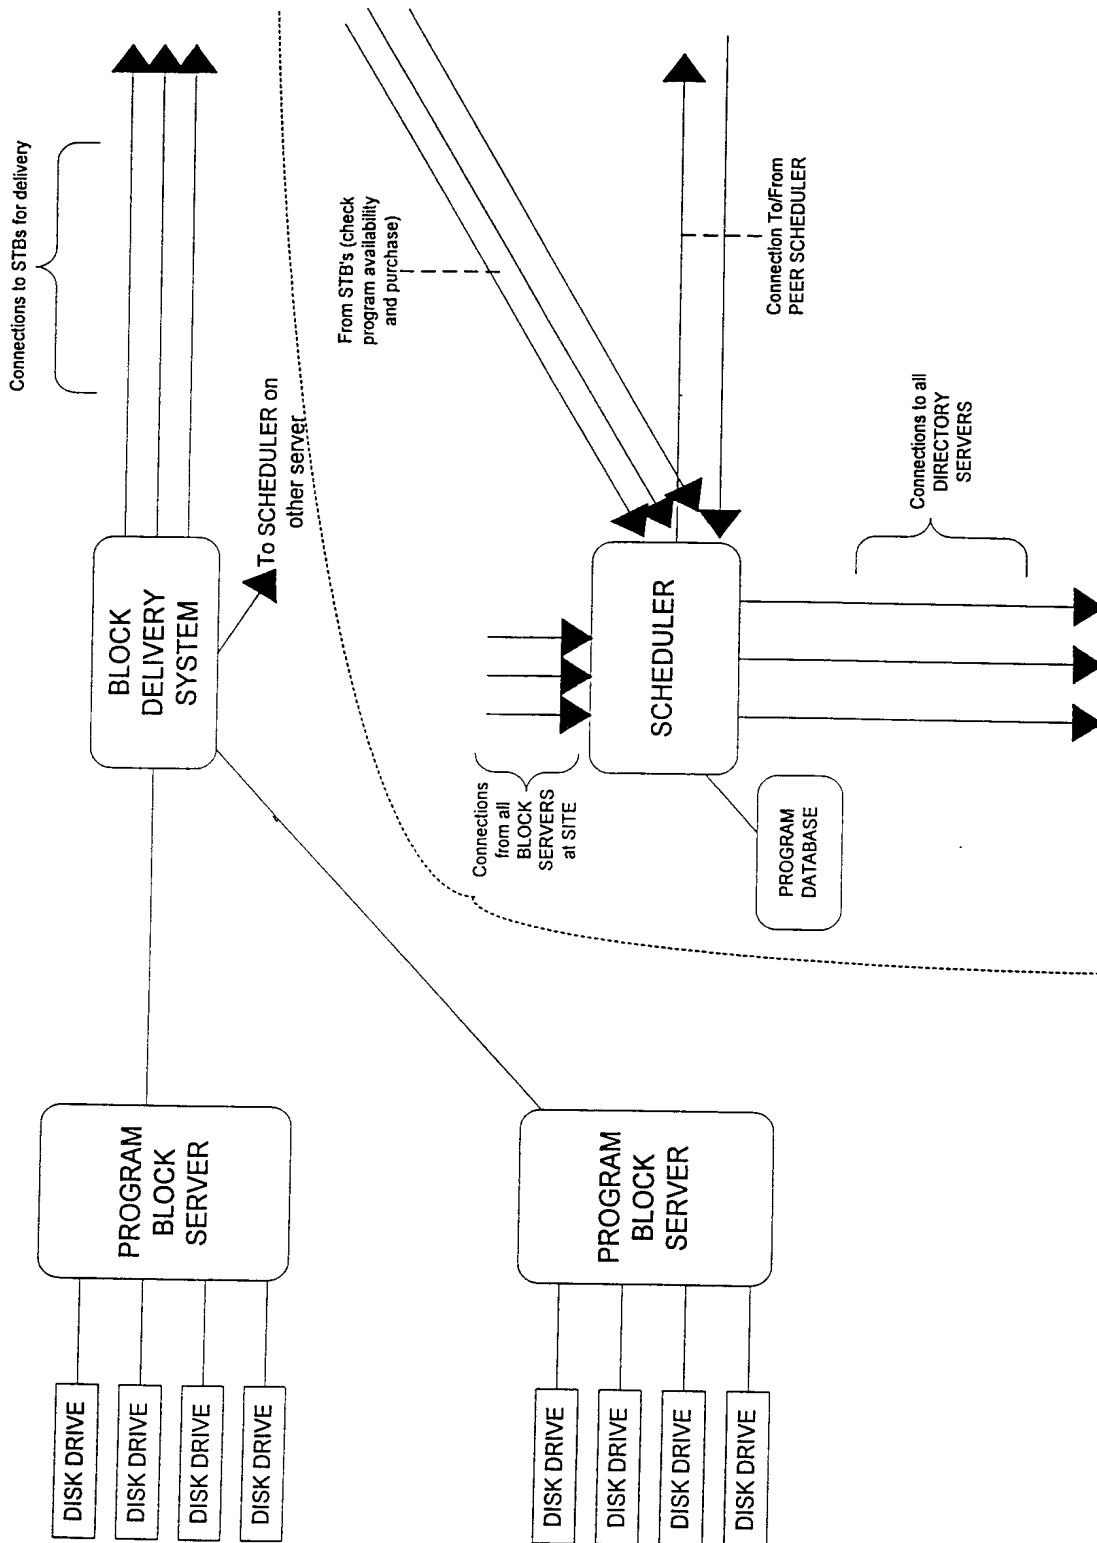 Connections to STBs for delivery
BLOCK
DELIVERY
SYSTEM
To SCHEDULER on
other server
From STB's (check
program availability
and purchase)
Connection To/From
PEER SCHEDULER
Connections
from all
BLOCK
SERVERS
at SITE
SCHEDULER
Connections to all
DIRECTORY
SERVERS
PROGRAM
DATABASE
PROGRAM
BLOCK
SERVER
PROGRAM
BLOCK
SERVER
DISK DRIVE
DISK DRIVE
DISK DRIVE
DISK DRIVE
DISK DRIVE
DISK DRIVE
DISK DRIVE
DISK DRIVE